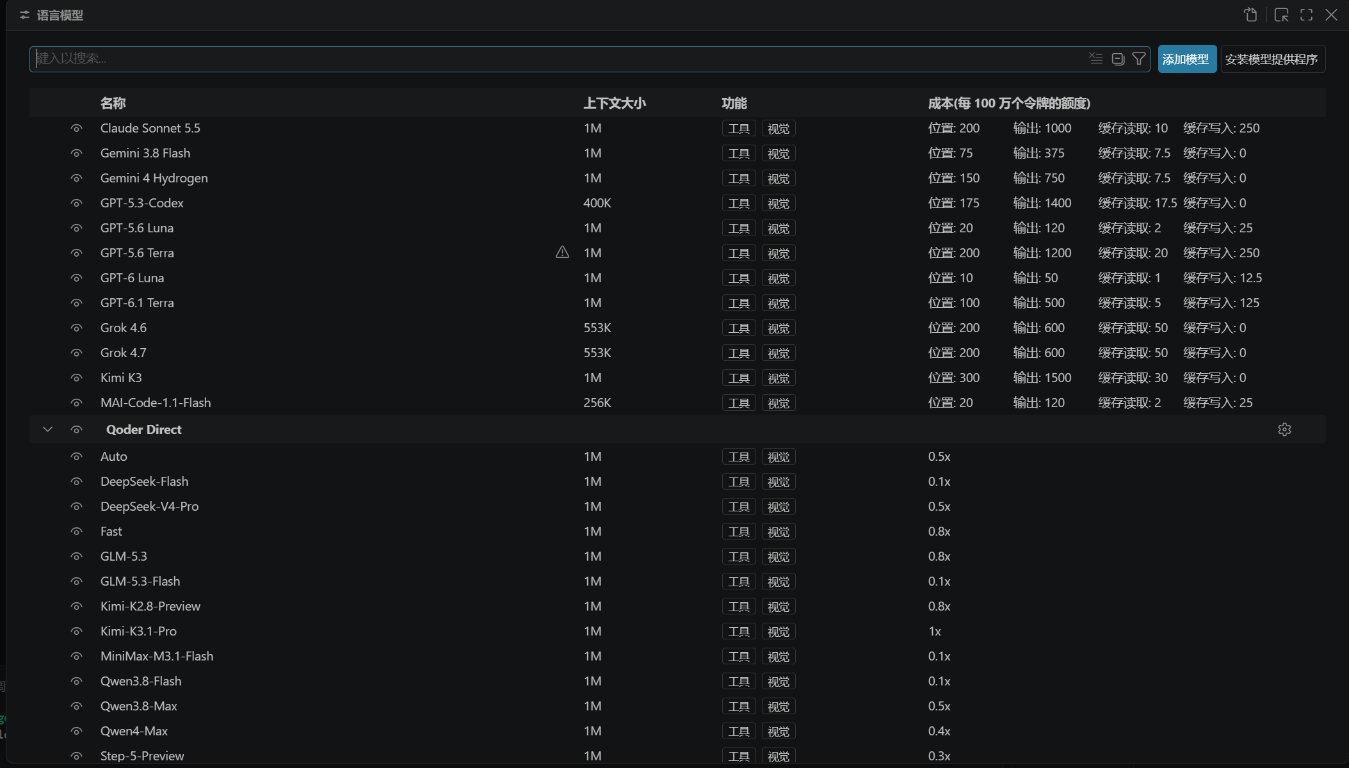 语言模型
键入以搜索...
添加模型
安装模型提供程序
名称 上下文大小 功能 成本(每 100 万个令牌的额度)
Claude Sonnet 5.5 1M 工具 视觉 位置: 200 输出: 1000 缓存读取: 10 缓存写入: 250
Gemini 3.8 Flash 1M 工具 视觉 位置: 75 输出: 375 缓存读取: 7.5 缓存写入: 0
Gemini 4 Hydrogen 1M 工具 视觉 位置: 150 输出: 750 缓存读取: 7.5 缓存写入: 0
GPT-5.3-Codex 400K 工具 视觉 位置: 175 输出: 1400 缓存读取: 17.5 缓存写入: 0
GPT-5.6 Luna 1M 工具 视觉 位置: 20 输出: 120 缓存读取: 2 缓存写入: 25
GPT-5.6 Terra 1M 工具 视觉 位置: 200 输出: 1200 缓存读取: 20 缓存写入: 250
GPT-6 Luna 1M 工具 视觉 位置: 10 输出: 50 缓存读取: 1 缓存写入: 12.5
GPT-6.1 Terra 1M 工具 视觉 位置: 100 输出: 500 缓存读取: 5 缓存写入: 125
Grok 4.6 553K 工具 视觉 位置: 200 输出: 600 缓存读取: 50 缓存写入: 0
Grok 4.7 553K 工具 视觉 位置: 200 输出: 600 缓存读取: 50 缓存写入: 0
Kimi K3 1M 工具 视觉 位置: 300 输出: 1500 缓存读取: 30 缓存写入: 0
MAI-Code-1.1-Flash 256K 工具 视觉 位置: 20 输出: 120 缓存读取: 2 缓存写入: 25
Qoder Direct
Auto 1M 工具 视觉 0.5x
DeepSeek-Flash 1M 工具 视觉 0.1x
DeepSeek-V4-Pro 1M 工具 视觉 0.5x
Fast 1M 工具 视觉 0.8x
GLM-5.3 1M 工具 视觉 0.8x
GLM-5.3-Flash 1M 工具 视觉 0.1x
Kimi-K2.8-Preview 1M 工具 视觉 0.8x
Kimi-K3.1-Pro 1M 工具 视觉 1x
MiniMax-M3.1-Flash 1M 工具 视觉 0.1x
Qwen3.8-Flash 1M 工具 视觉 0.1x
Qwen3.8-Max 1M 工具 视觉 0.5x
Qwen4-Max 1M 工具 视觉 0.4x
Step-5-Preview 1M 工具 视觉 0.3x